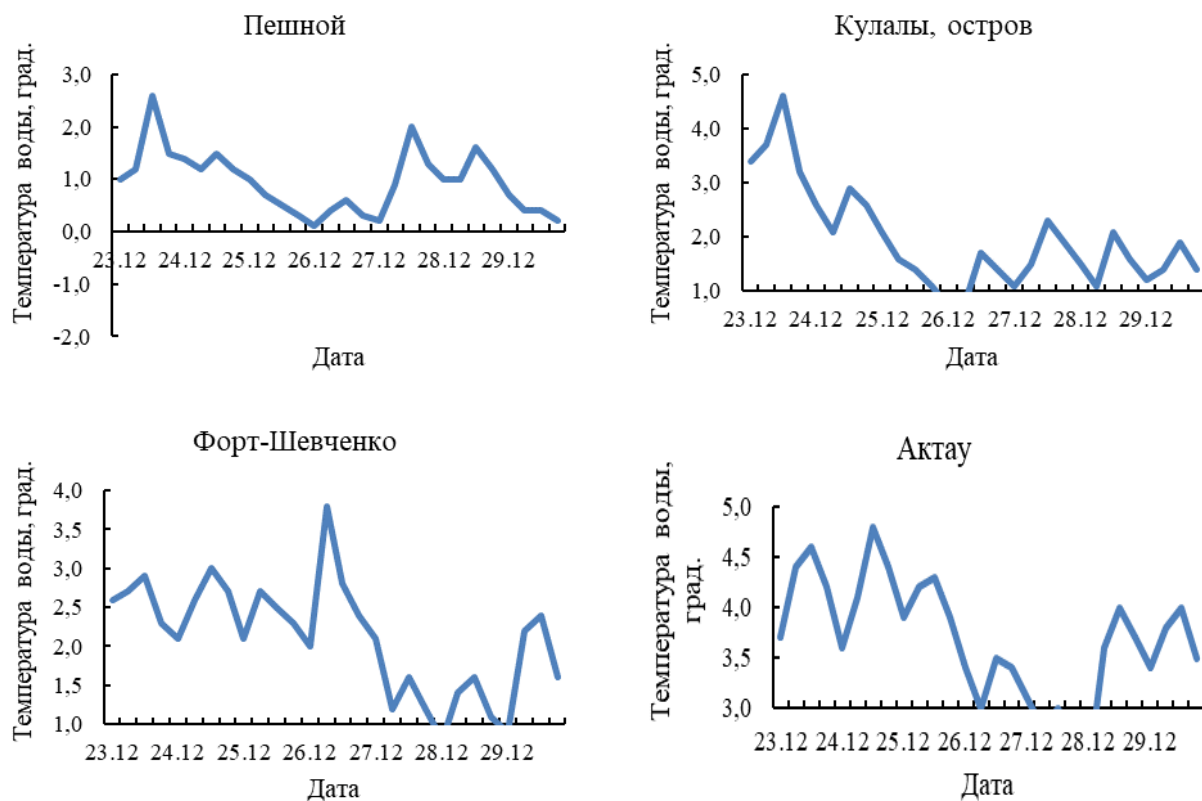 Пешной
Температура воды, град.
3,0
2,0
1,0
0,0
-1,0
-2,0
23.12 24.12 25.12 26.12 27.12 28.12 29.12
Дата
Кулалы, остров
Температура воды, град.
5,0
4,0
3,0
2,0
1,0
23.12 24.12 25.12 26.12 27.12 28.12 29.12
Дата
Форт-Шевченко
Температура воды, град.
4,0
3,5
3,0
2,5
2,0
1,5
1,0
23.12 24.12 25.12 26.12 27.12 28.12 29.12
Дата
Актау
Температура воды,
град.
5,0
4,5
4,0
3,5
3,0
23.12 24.12 25.12 26.12 27.12 28.12 29.12
Дата